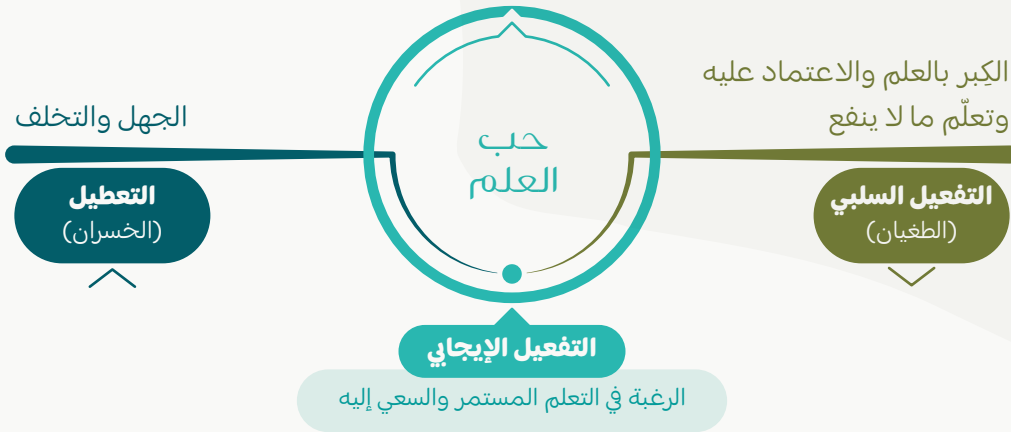 الكِبر بالعلم والاعتماد عليه
وتعلّم ما لا ينفع
التفعيل السلبي
(الطغيان)
حب
العلم
الجهل والتخلف
التعطيل
(الخسران)
التفعيل الإيجابي
الرغبة في التعلم المستمر والسعي إليه